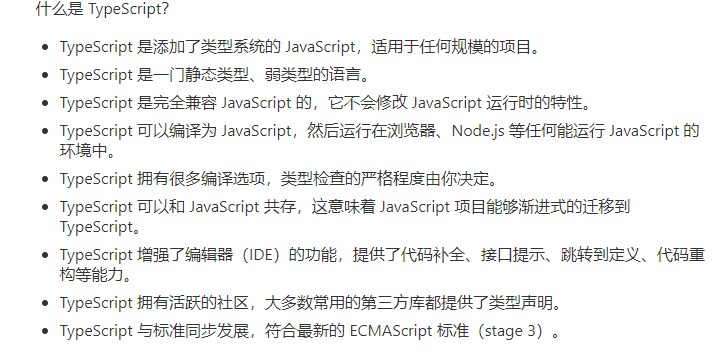 什么是 TypeScript？
• TypeScript 是添加了类型系统的 JavaScript，适用于任何规模的项目。
• TypeScript 是一门静态类型、弱类型的语言。
• TypeScript 是完全兼容 JavaScript 的，它不会修改 JavaScript 运行时的特性。
• TypeScript 可以编译为 JavaScript，然后运行在浏览器、Node.js 等任何能运行 JavaScript 的
环境中。
• TypeScript 拥有很多编译选项，类型检查的严格程度由你决定。
• TypeScript 可以和 JavaScript 共存，这意味着 JavaScript 项目能够渐进式的迁移到
TypeScript。
• TypeScript 增强了编辑器（IDE）的功能，提供了代码补全、接口提示、跳转到定义、代码重
构等能力。
• TypeScript 拥有活跃的社区，大多数常用的第三方库都提供了类型声明。
• TypeScript 与标准同步发展，符合最新的 ECMAScript 标准（stage 3）。